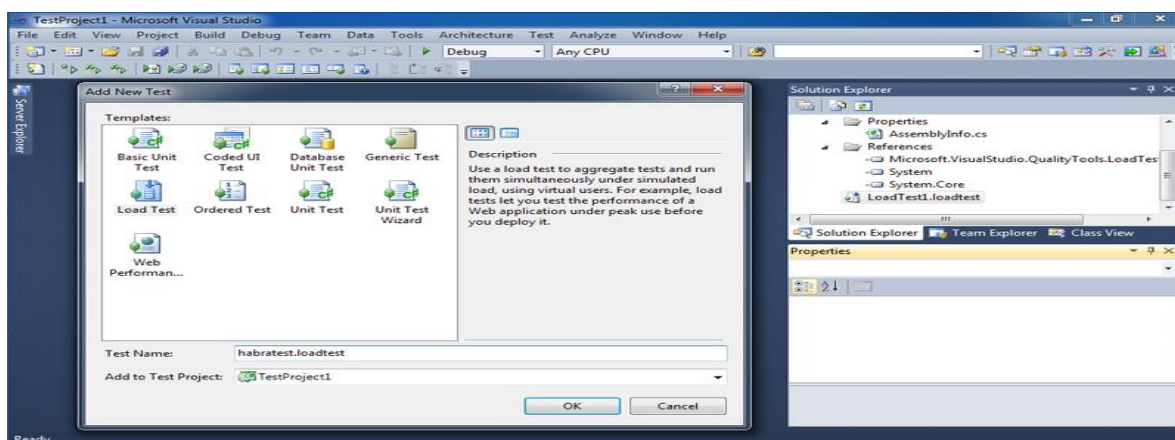 TestProject1 - Microsoft Visual Studio
File Edit View Project Build Debug Team Data Tools Architecture Test Analyze Window Help
Debug Any CPU
Server Explorer
Add New Test
Templates:
Basic Unit Test
Coded UI Test
Database Unit Test
Generic Test
Load Test
Ordered Test
Unit Test
Unit Test Wizard
Web Performan...
Description
Use a load test to aggregate tests and run
them simultaneously under simulated
load, using virtual users. For example, load
tests let you test the performance of a
Web application under peak use before
you deploy it.
Test Name: habratest.loadtest
Add to Test Project: TestProject1
OK Cancel
Solution Explorer
Properties
AssemblyInfo.cs
References
Microsoft.VisualStudio.QualityTools.LoadTes
System
System.Core
LoadTest1.loadtest
Solution Explorer Team Explorer Class View
Properties
Ready